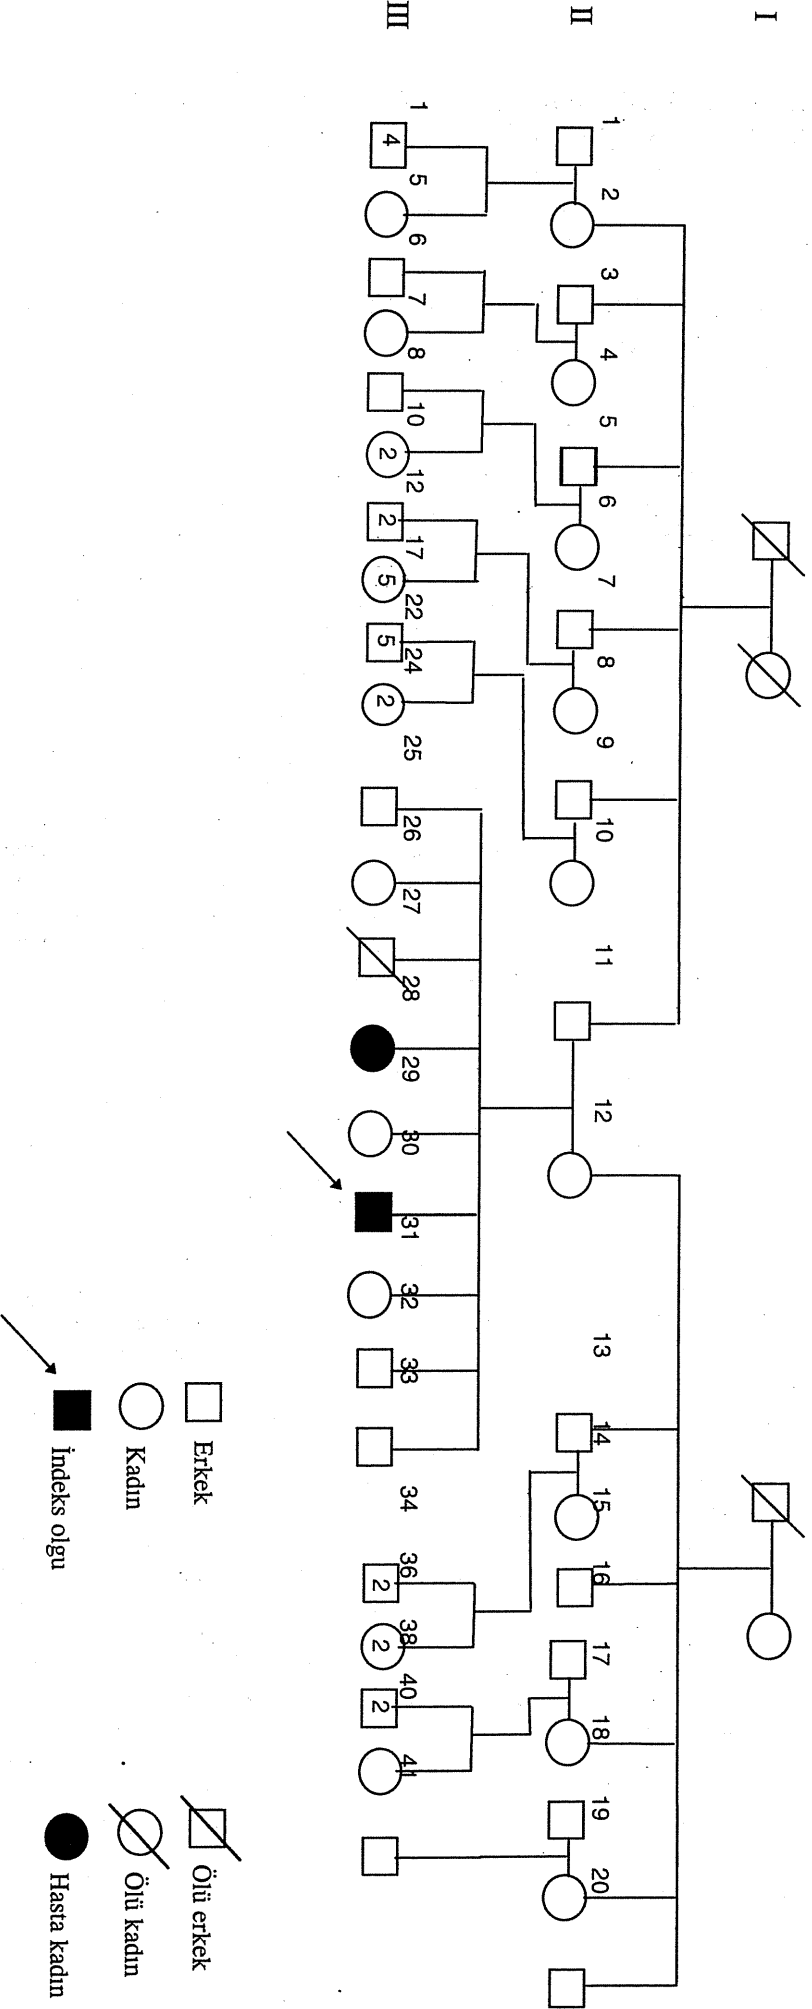 I
II
1 2 3 4 5 6 7 8 9 10 11 12 13 14 15 16 17 18 19 20
III
1 5 6 7 8 10 12 17 22 24 25 26 27 28 29 30 31 32 33 34 36 38 40 41
4 2 2 5 5 2 2 2 2
Erkek
Kadın
İndeks olgu
Ölü erkek
Ölü kadın
Hasta kadın